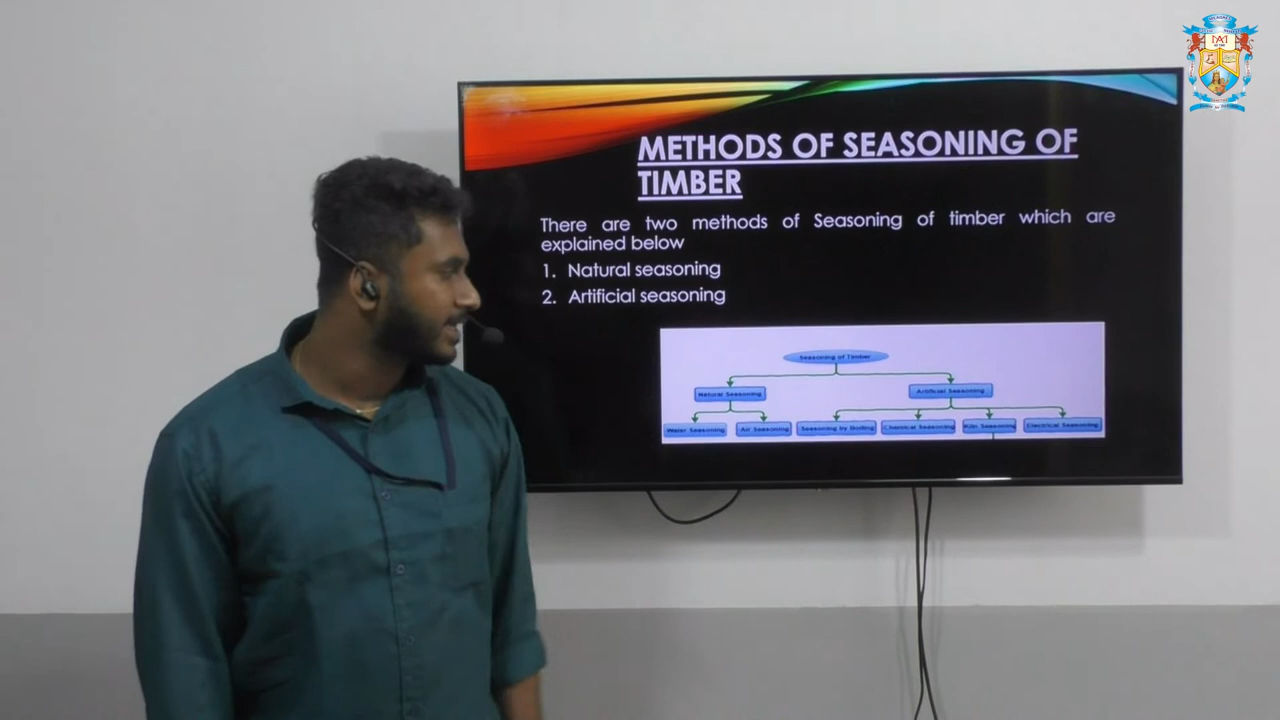 METHODS OF SEASONING OF
TIMBER
There are two methods of Seasoning of timber which are
explained below
1. Natural seasoning
2. Artificial seasoning
Seasoning of Timber
Natural Seasoning
Artificial Seasoning
Water Seasoning
Air Seasoning
Seasoning by Boiling
Chemical Seasoning
Kiln Seasoning
Electrical Seasoning